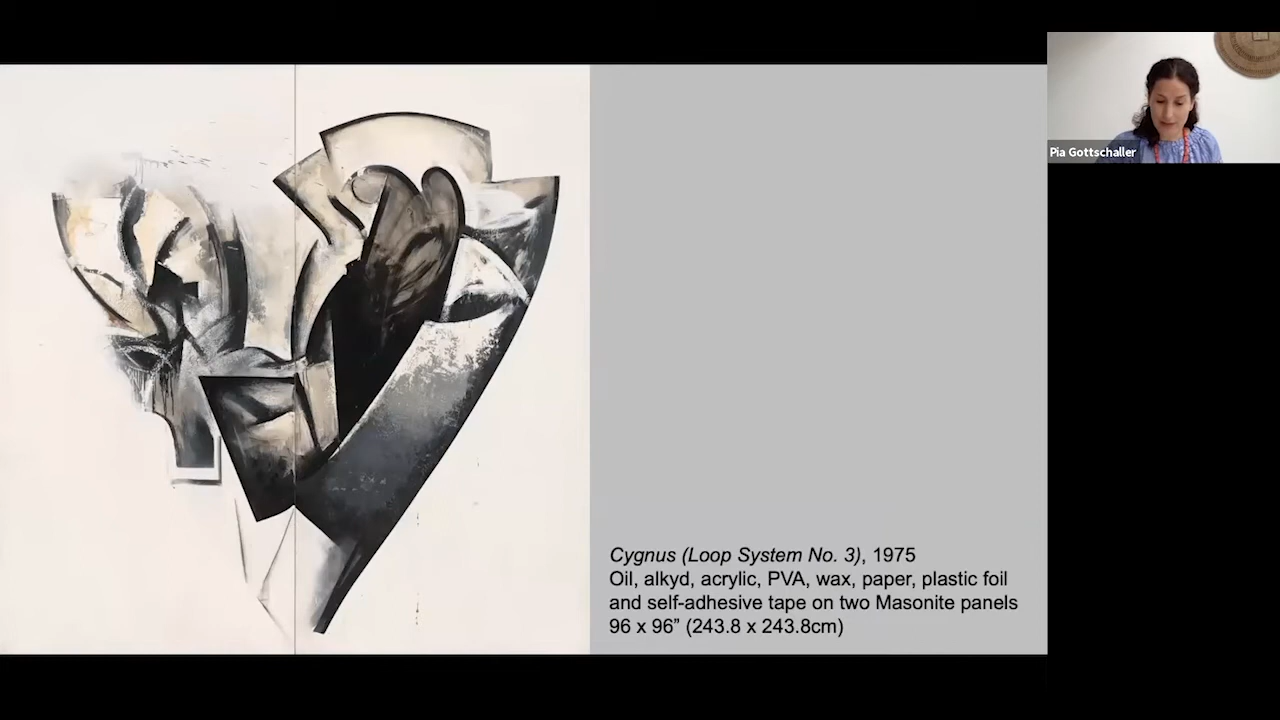 Pia Gottschaller
Cygnus (Loop System No. 3), 1975
Oil, alkyd, acrylic, PVA, wax, paper, plastic foil
and self-adhesive tape on two Masonite panels
96 x 96” (243.8 x 243.8cm)